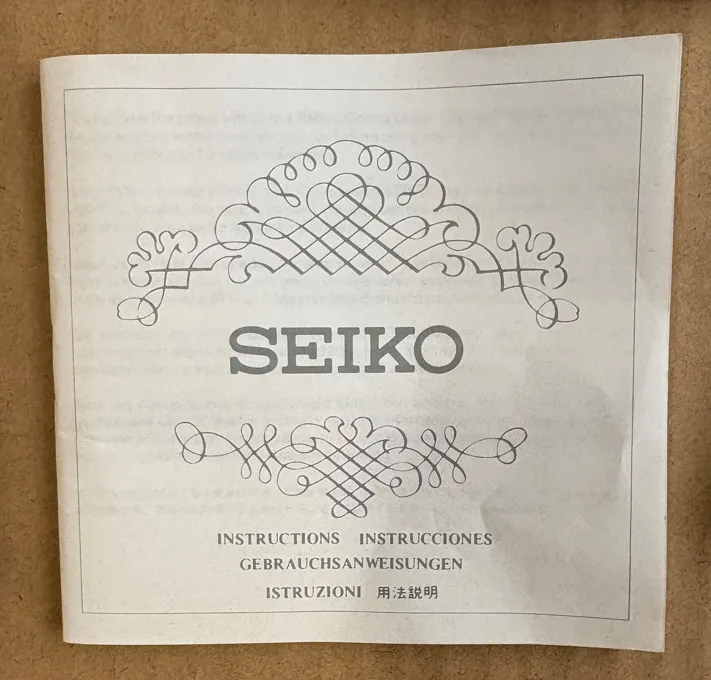 SEIKO
INSTRUCTIONS INSTRUCCIONES
GEBRAUCHSANWEISUNGEN
ISTRUZIONI 用法説明